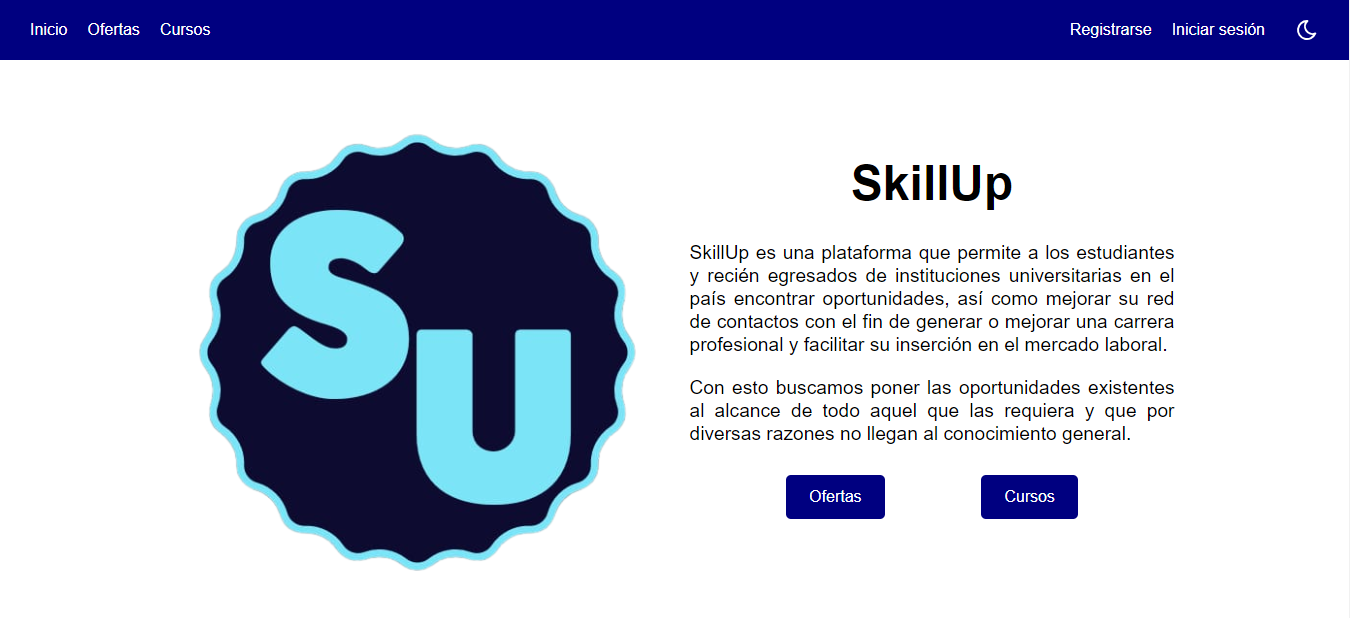 Inicio Ofertas Cursos Registrarse Iniciar sesión
SU
SkillUp
SkillUp es una plataforma que permite a los estudiantes
y recién egresados de instituciones universitarias en el
país encontrar oportunidades, así como mejorar su red
de contactos con el fin de generar o mejorar una carrera
profesional y facilitar su inserción en el mercado laboral.
Con esto buscamos poner las oportunidades existentes
al alcance de todo aquel que las requiera y que por
diversas razones no llegan al conocimiento general.
Ofertas Cursos